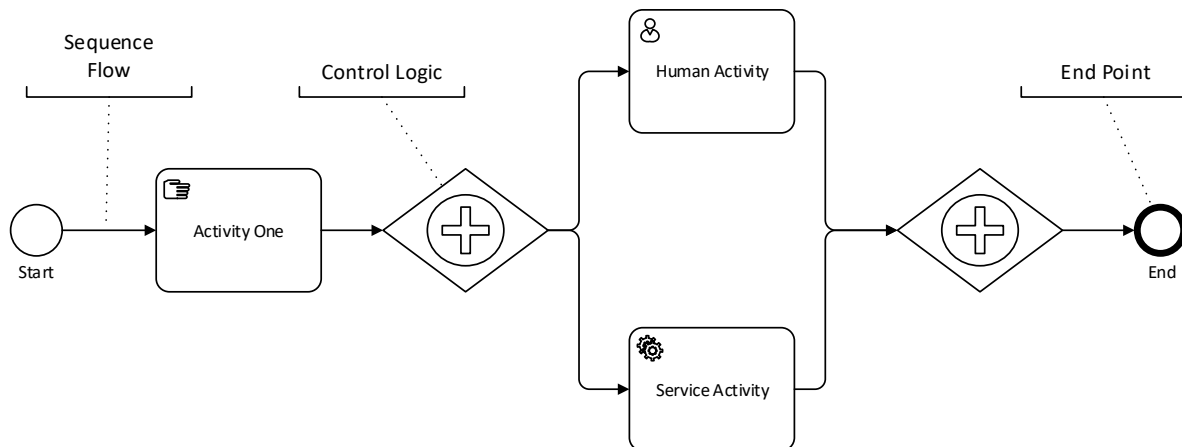 Sequence
Flow
Control Logic
Human Activity
End Point
Activity One
Start
End
Service Activity